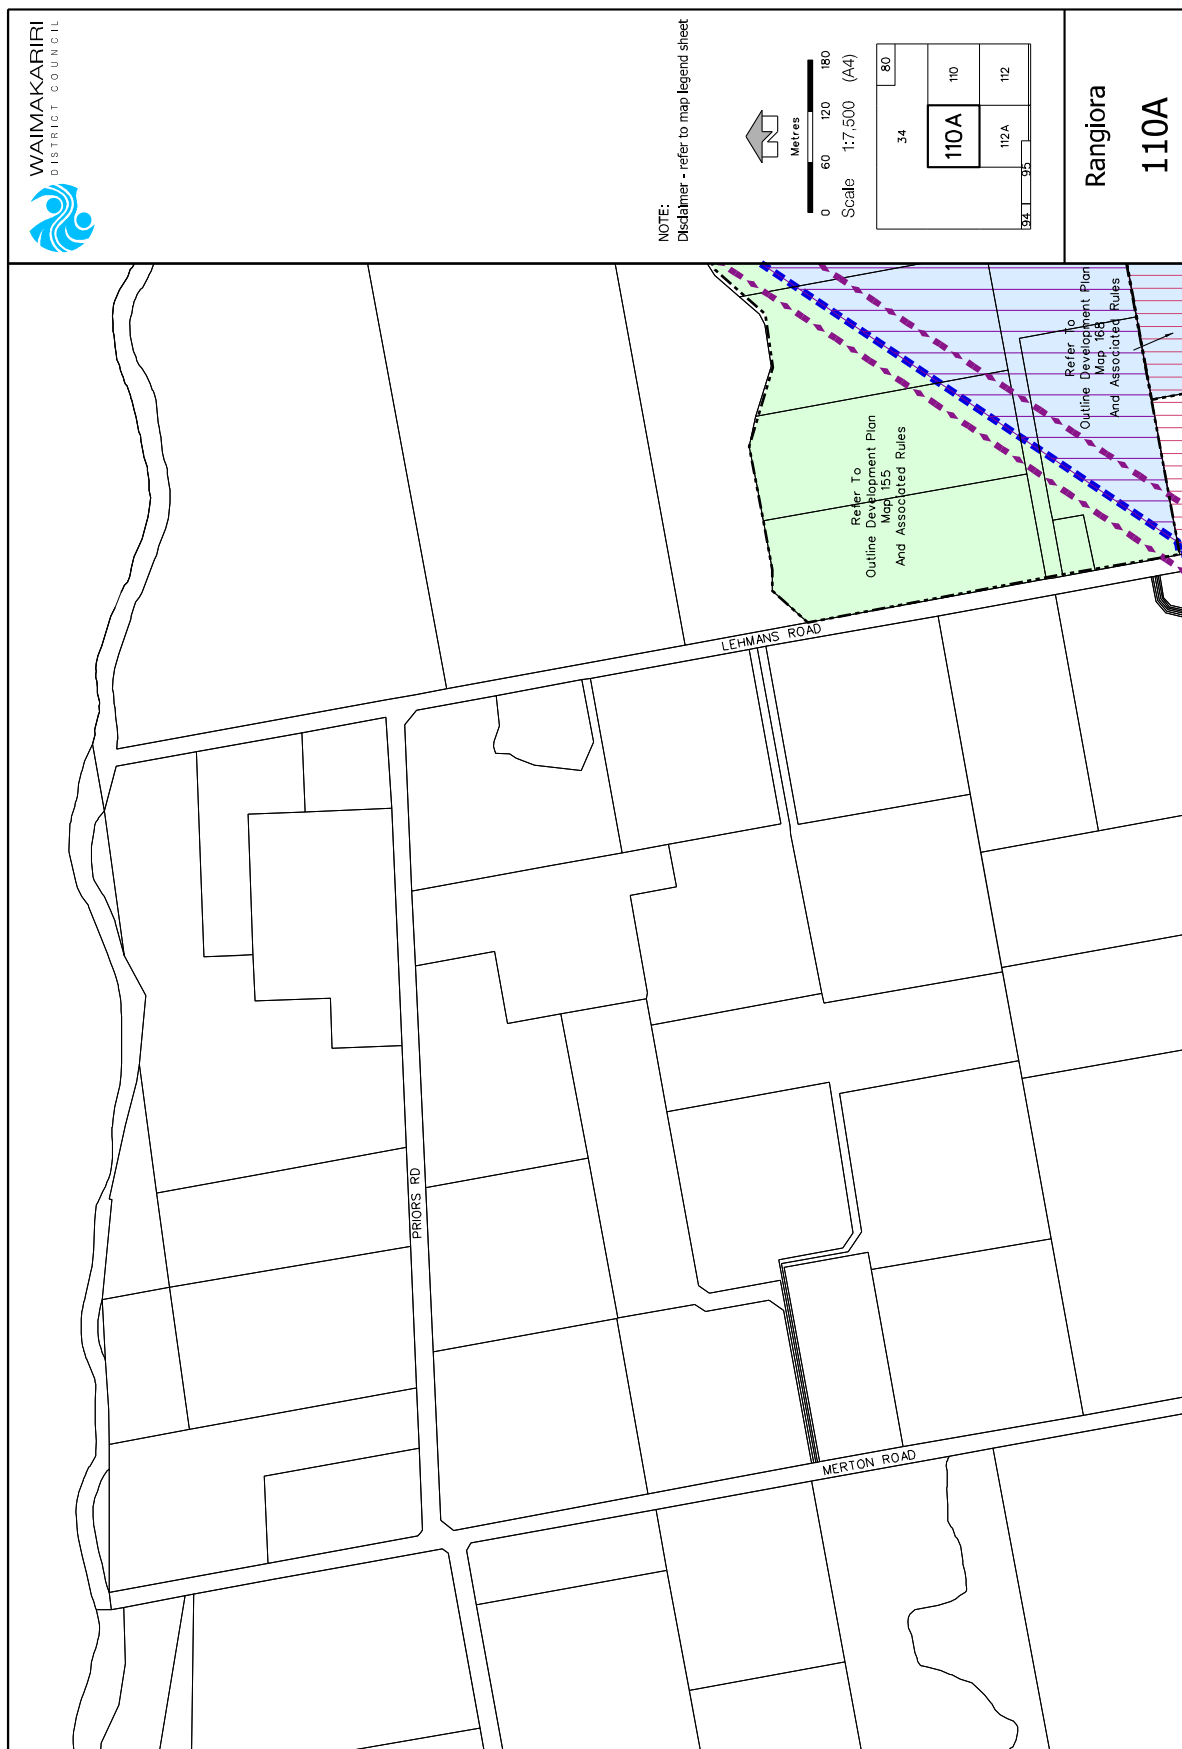 WAIMAKARIRI
DISTRICT COUNCIL
NOTE:
Disclaimer - refer to map legend sheet
Metres
0 60 120 180
Scale 1:7,500 (A4)
80
34
110
110A
112
112A
94
95
Rangiora
110A
Refer To
Outline Development Plan
Map 155
And Associated Rules
Refer To
Outline Development Plan
Map 168
And Associated Rules
LEHMANS ROAD
PRIORS RD
MERTON ROAD